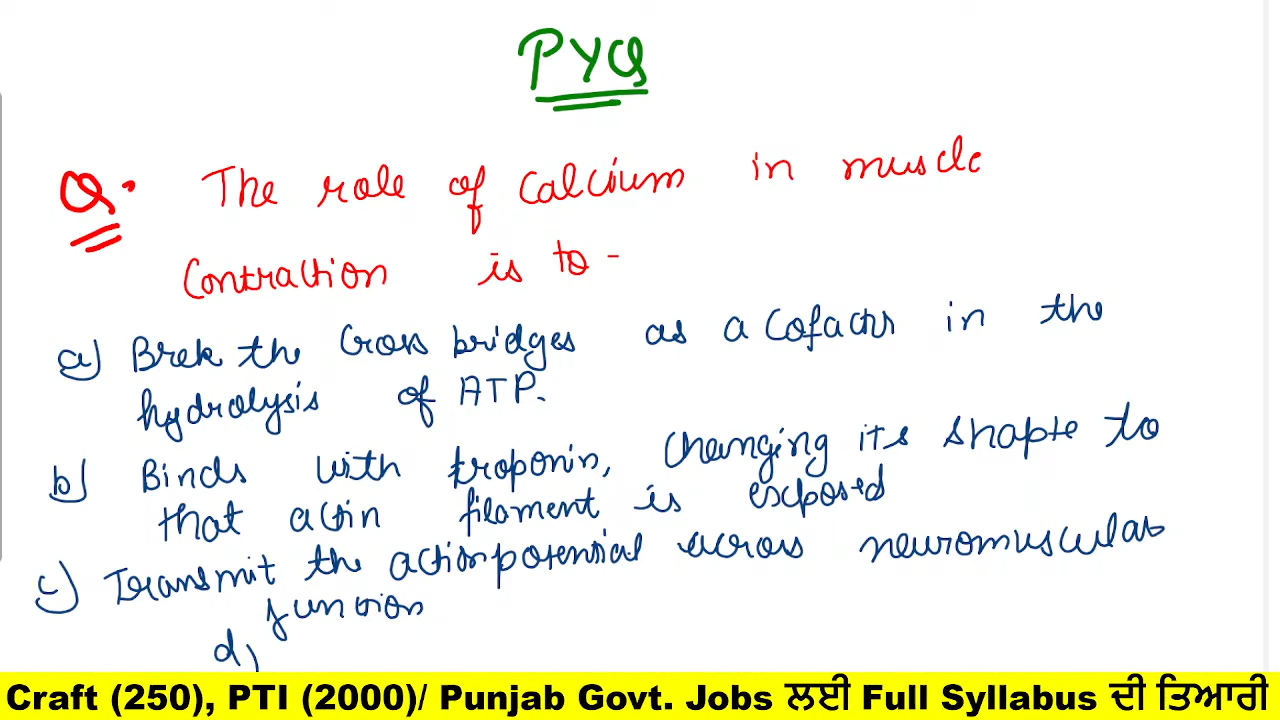 PYQ
Q. The role of Calcium in muscle
Contraction is to -
a) Brek the Cross bridges as a Cofactor in the
hydrolysis of ATP.
b) Binds with troponin, Changing its shapte to
that actin filament is exposed
c) Transmit the action potential across neuromuscular
junction
d)
Craft (250), PTI (2000)/ Punjab Govt. Jobs ਲਈ Full Syllabus ਦੀ ਤਿਆਰੀ